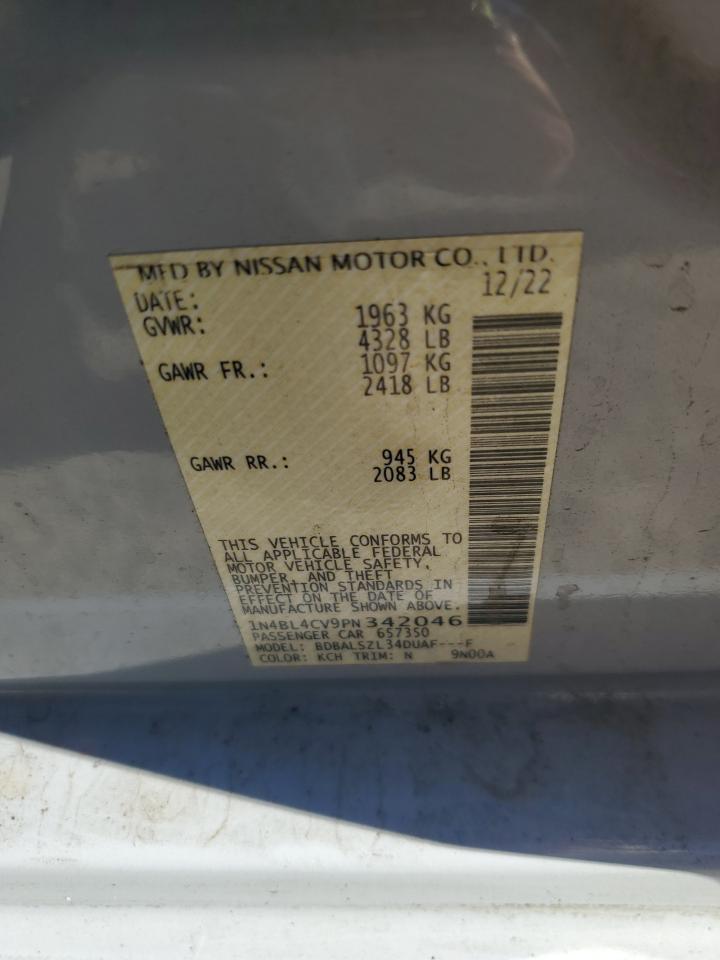 MFD BY NISSAN MOTOR CO., LTD.
DATE: 12/22
GVWR: 1963 KG
4328 LB
GAWR FR.: 1097 KG
2418 LB
GAWR RR.: 945 KG
2083 LB
THIS VEHICLE CONFORMS TO
ALL APPLICABLE FEDERAL
MOTOR VEHICLE SAFETY,
BUMPER, AND THEFT
PREVENTION STANDARDS IN
EFFECT ON THE DATE OF
MANUFACTURE SHOWN ABOVE.
1N4BL4CV9PN342046
PASSENGER CAR 657350
MODEL: BDBALSZL34DUAF---F
COLOR: KCH TRIM: N 9N00A